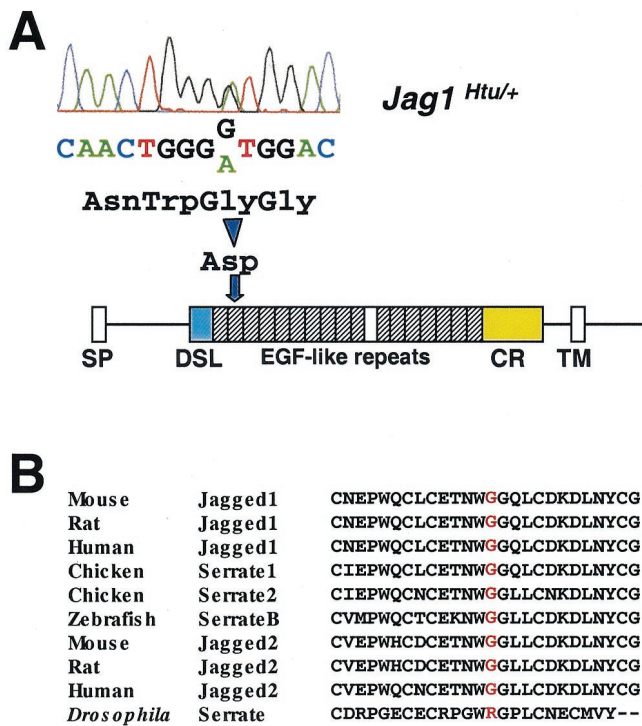 A
Jag1 Htu/+
G
CAACTGGG TGGAC
A
AsnTrpGlyGly
Asp
SP DSL EGF-like repeats CR TM
B
Mouse Jagged1 CNEPWQCLCETNWGGQLCDKDLNYCG
Rat Jagged1 CNEPWQCLCETNWGGQLCDKDLNYCG
Human Jagged1 CNEPWQCLCETNWGGQLCDKDLNYCG
Chicken Serrate1 CIEPWQCLCETNWGGQLCDKDLNYCG
Chicken Serrate2 CIEPWQCNCETNWGGLLCNKDLNYCG
Zebrafish SerrateB CVMPWQCTCEKNWGGLLCDKDLNYCG
Mouse Jagged2 CVEPWHCDCETNWGGLLCDKDLNYCG
Rat Jagged2 CVEPWHCDCETNWGGLLCDKDLNYCG
Human Jagged2 CVEPWQCNCETNWGGLLCDKDLNYCG
Drosophila Serrate CDRPGECECRPGWRGPLCNECMVY--